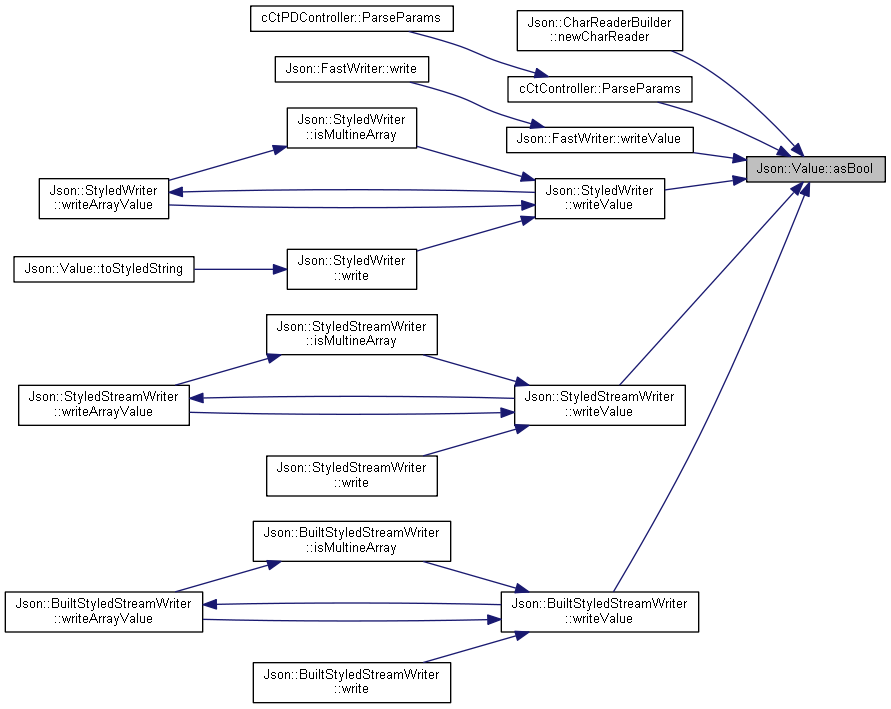 cCtPDController::ParseParams
Json::CharReaderBuilder
::newCharReader
Json::FastWriter::write
cCtController::ParseParams
Json::StyledWriter
::isMultineArray
Json::FastWriter::writeValue
Json::Value::asBool
Json::StyledWriter
::writeArrayValue
Json::StyledWriter
::writeValue
Json::Value::toStyledString
Json::StyledWriter
::write
Json::StyledStreamWriter
::isMultineArray
Json::StyledStreamWriter
::writeArrayValue
Json::StyledStreamWriter
::writeValue
Json::StyledStreamWriter
::write
Json::BuiltStyledStreamWriter
::isMultineArray
Json::BuiltStyledStreamWriter
::writeArrayValue
Json::BuiltStyledStreamWriter
::writeValue
Json::BuiltStyledStreamWriter
::write